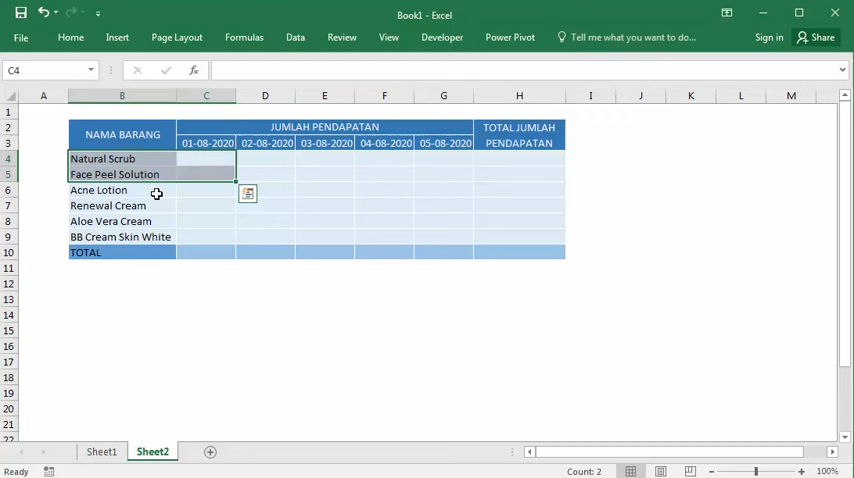 Book1 - Excel
File Home Insert Page Layout Formulas Data Review View Developer Power Pivot Tell me what you want to do... Sign in Share
C4 fx
A B C D E F G H I J K L M
1
2 NAMA BARANG JUMLAH PENDAPATAN TOTAL JUMLAH PENDAPATAN
3 01-08-2020 02-08-2020 03-08-2020 04-08-2020 05-08-2020
4 Natural Scrub
5 Face Peel Solution
6 Acne Lotion
7 Renewal Cream
8 Aloe Vera Cream
9 BB Cream Skin White
10 TOTAL
11
12
13
14
15
16
17
18
19
20
21
22
Sheet1 Sheet2
Ready Count: 2 100%